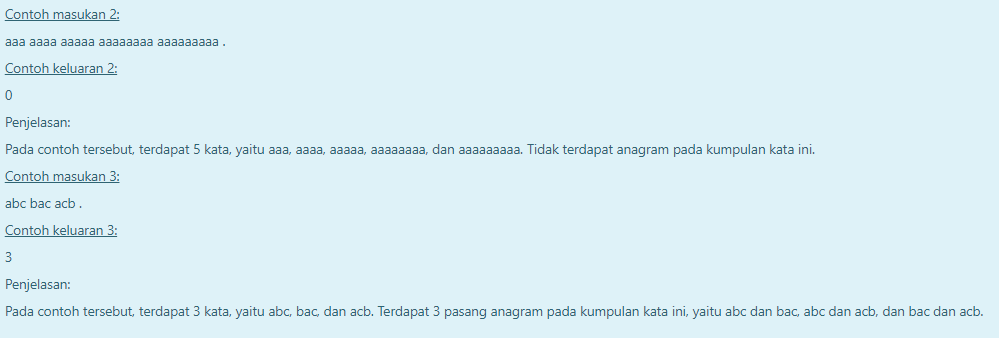 Contoh masukan 2:
aaa aaaa aaaaa aaaaaaaa aaaaaaaaa .
Contoh keluaran 2:
0
Penjelasan:
Pada contoh tersebut, terdapat 5 kata, yaitu aaa, aaaa, aaaaa, aaaaaaaa, dan aaaaaaaaa. Tidak terdapat anagram pada kumpulan kata ini.
Contoh masukan 3:
abc bac acb .
Contoh keluaran 3:
3
Penjelasan:
Pada contoh tersebut, terdapat 3 kata, yaitu abc, bac, dan acb. Terdapat 3 pasang anagram pada kumpulan kata ini, yaitu abc dan bac, abc dan acb, dan bac dan acb.